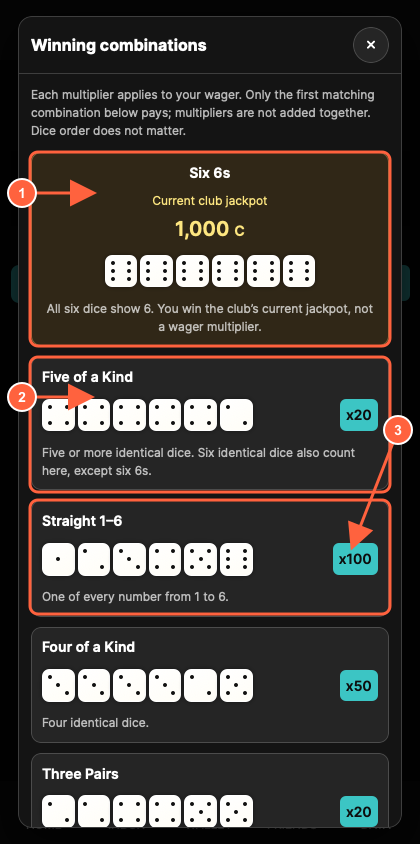 Winning combinations
Each multiplier applies to your wager. Only the first matching
combination below pays; multipliers are not added together.
Dice order does not matter.
Six 6s
1
Current club jackpot
1,000 C
All six dice show 6. You win the club's current jackpot, not
a wager multiplier.
Five of a Kind
2
x20
3
Five or more identical dice. Six identical dice also count
here, except six 6s.
Straight 1–6
x100
One of every number from 1 to 6.
Four of a Kind
x50
Four identical dice.
Three Pairs
x20